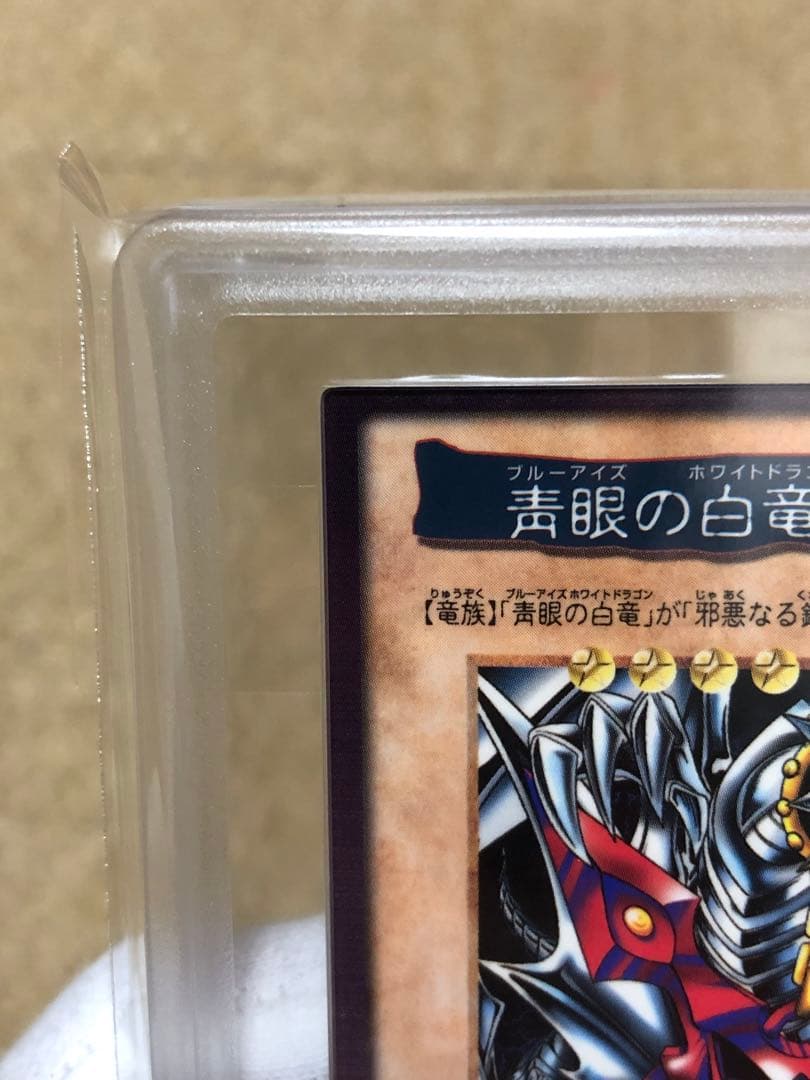 ブルーアイズ ホワイトドラ
青眼の白竜
りゅうぞく ブルーアイズ ホワイトドラゴン じゃ あく
【竜族】「青眼の白竜」が「邪悪なる